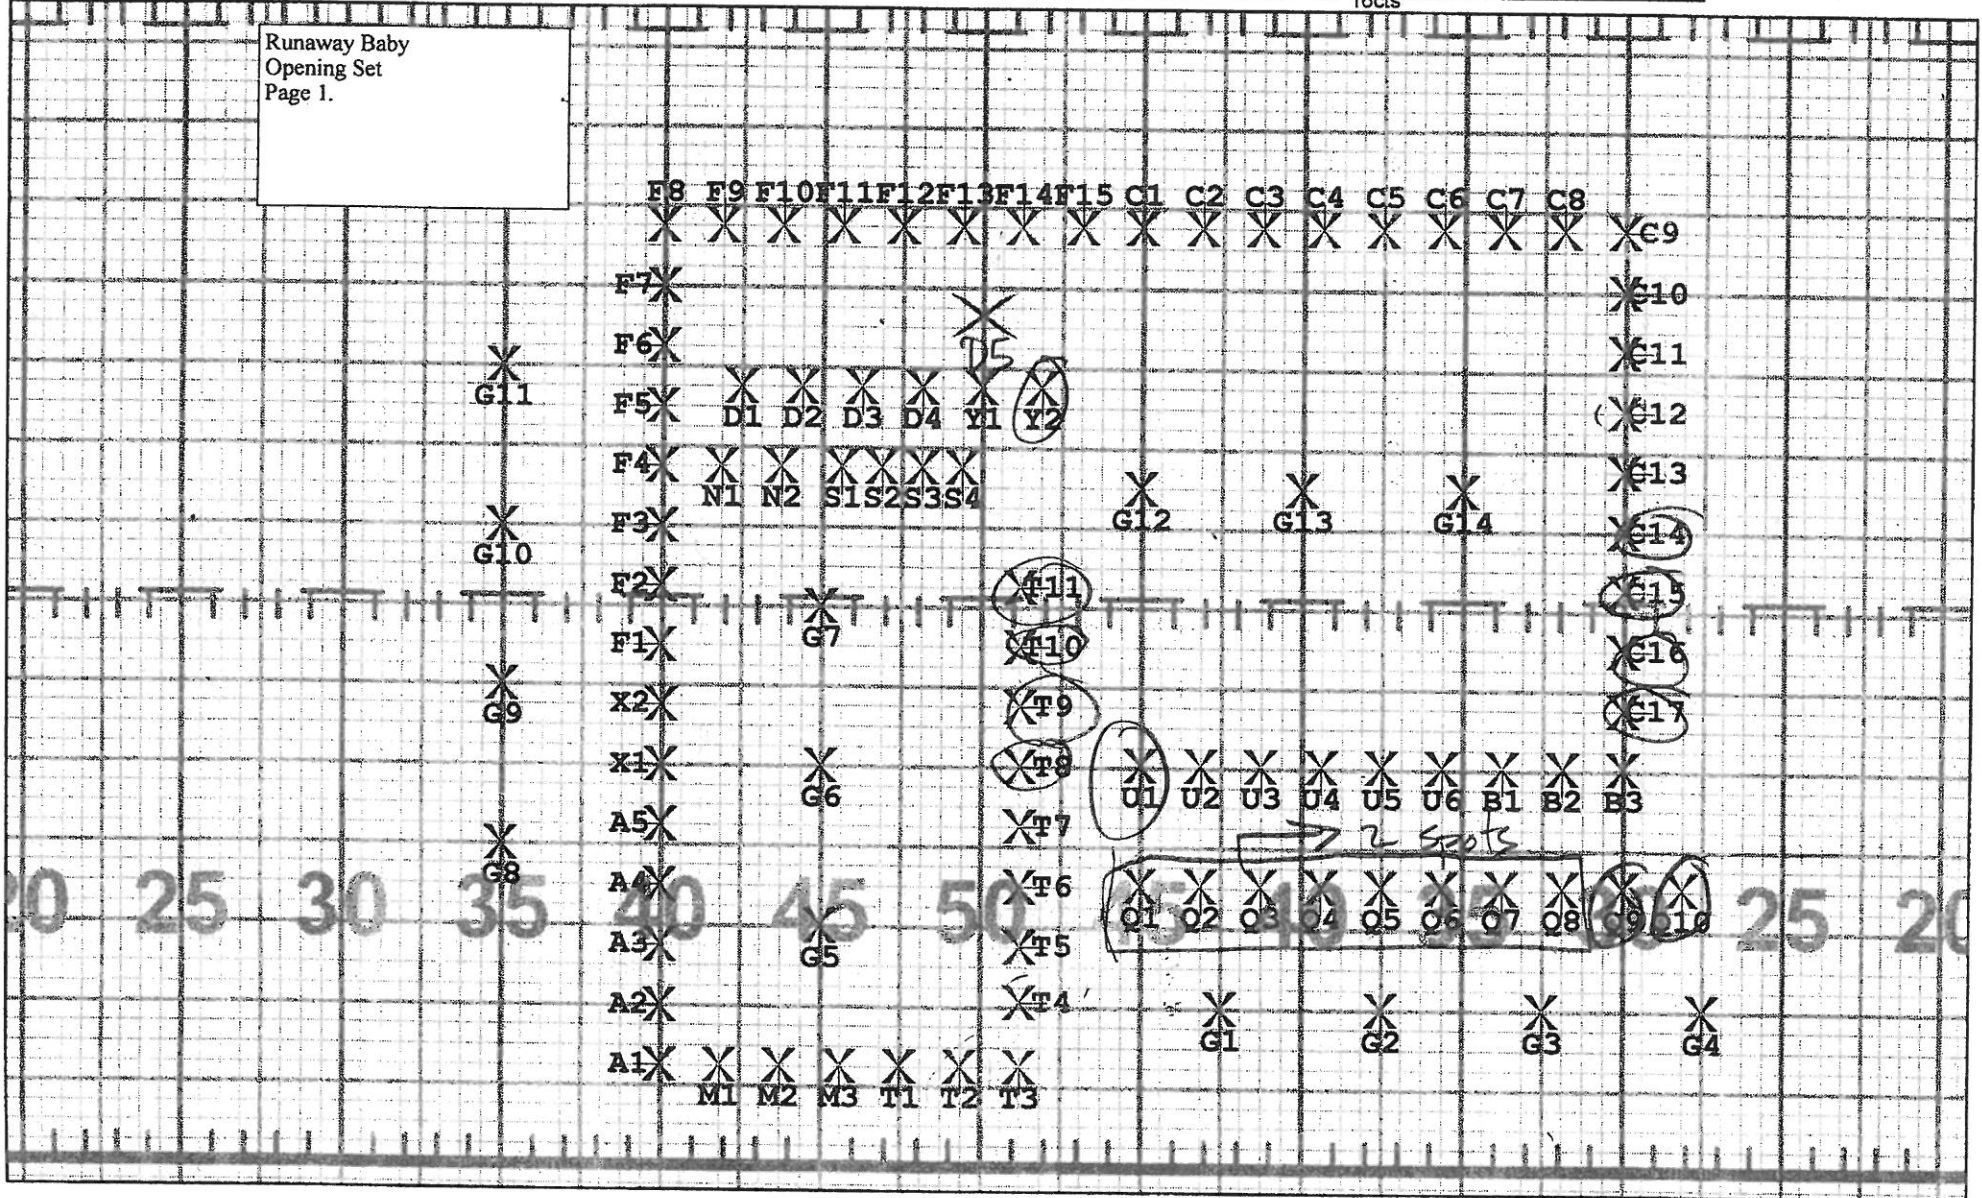 16cts
Runaway Baby
Opening Set
Page 1.
F8 F9 F10 F11 F12 F13 F14 F15 C1 C2 C3 C4 C5 C6 C7 C8
C9
F7 C10
F6 C11
D5
G11 F5 D1 D2 D3 D4 Y1 Y2 C12
F4 C13
N1 N2 S1 S2 S3 S4
G12 G13 G14
F3 C14
G10
F2 T11 C15
G7
F1 T10 C16
X2 T9 C17
G9
X1 T8
G6 U1 U2 U3 U4 U5 U6 B1 B2 B3
A5 T7
2 spots
G8
A4 T6
20 25 30 35 40 45 50 45 40 35 30 25 20
Q1 Q2 Q3 Q4 Q5 Q6 Q7 Q8 Q9 Q10
A3 T5
G5
A2 T4
G1 G2 G3 G4
A1
M1 M2 M3 T1 T2 T3